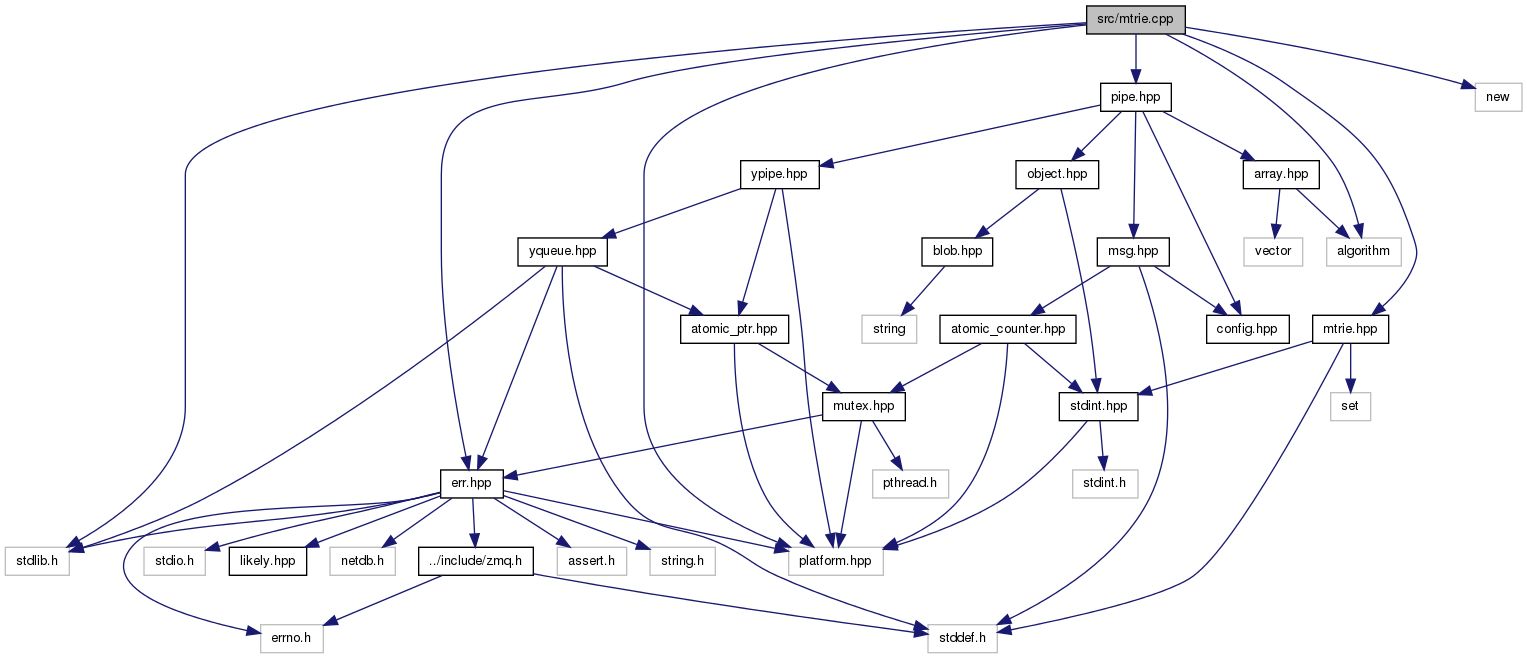 src/mtrie.cpp
pipe.hpp
new
ypipe.hpp
object.hpp
array.hpp
yqueue.hpp
blob.hpp
msg.hpp
vector
algorithm
atomic_ptr.hpp
string
atomic_counter.hpp
config.hpp
mtrie.hpp
mutex.hpp
stdint.hpp
set
err.hpp
pthread.h
stdint.h
stdlib.h
stdio.h
likely.hpp
netdb.h
../include/zmq.h
assert.h
string.h
platform.hpp
errno.h
stddef.h